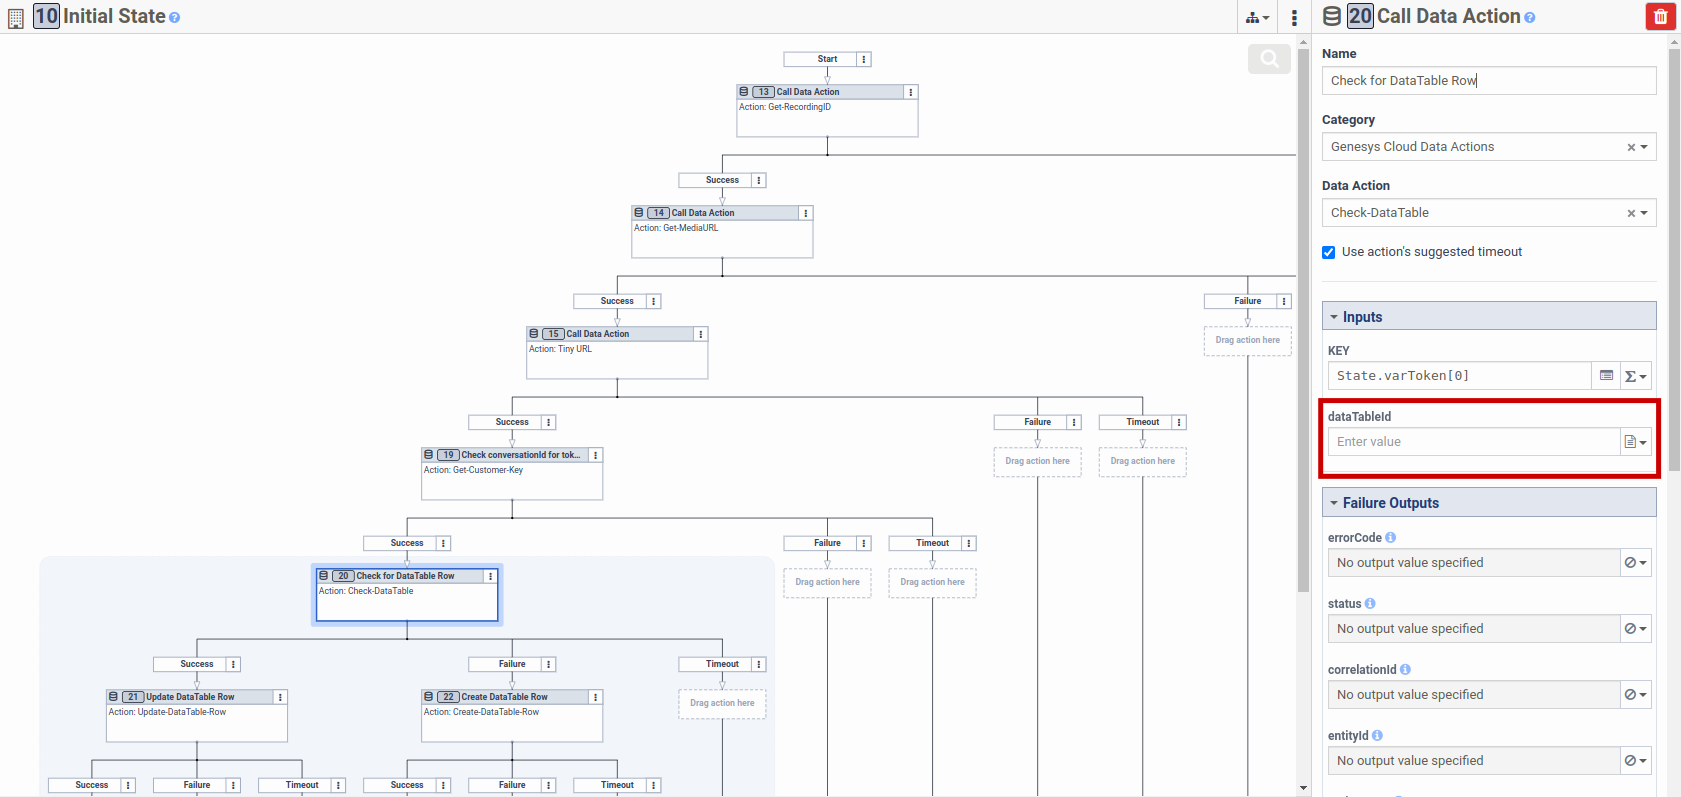 10 Initial State
Start
13 Call Data Action
Action: Get-RecordingID
Success
14 Call Data Action
Action: Get-MediaURL
Success
Failure
15 Call Data Action
Action: Tiny URL
Drag action here
Success
Failure
Timeout
19 Check conversationId for tok...
Action: Get-Customer-Key
Drag action here
Drag action here
Success
Failure
Timeout
20 Check for DataTable Row
Action: Check-DataTable
Drag action here
Drag action here
Success
Failure
Timeout
21 Update DataTable Row
Action: Update-DataTable-Row
22 Create DataTable Row
Action: Create-DataTable-Row
Drag action here
Success
Failure
Timeout
Success
Failure
Timeout
20 Call Data Action
Name
Check for DataTable Row
Category
Genesys Cloud Data Actions
Data Action
Check-DataTable
Use action's suggested timeout
Inputs
KEY
State.varToken[0]
dataTableId
Enter value
Failure Outputs
errorCode
No output value specified
status
No output value specified
correlationId
No output value specified
entityId
No output value specified